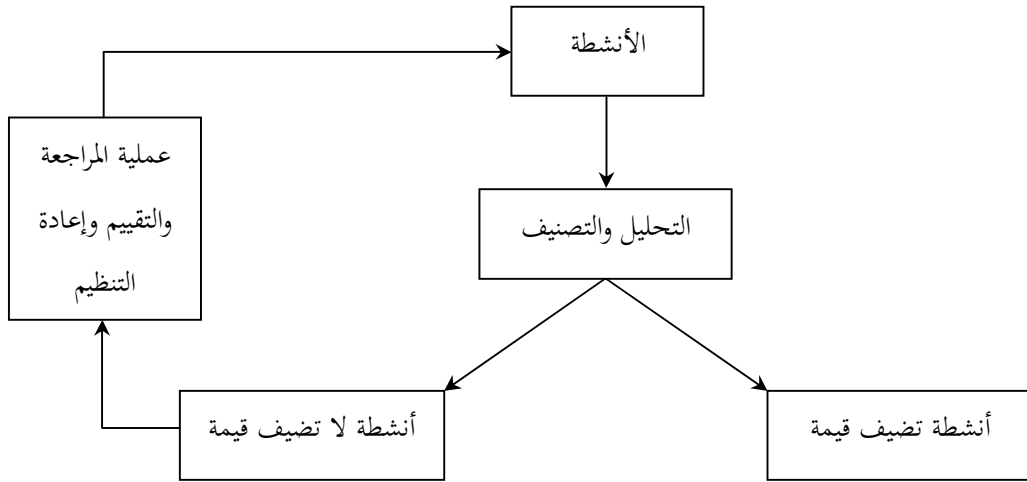 الأنشطة
عملية المراجعة
والتقييم وإعادة
التنظيم
التحليل والتصنيف
أنشطة تضيف قيمة
أنشطة لا تضيف قيمة